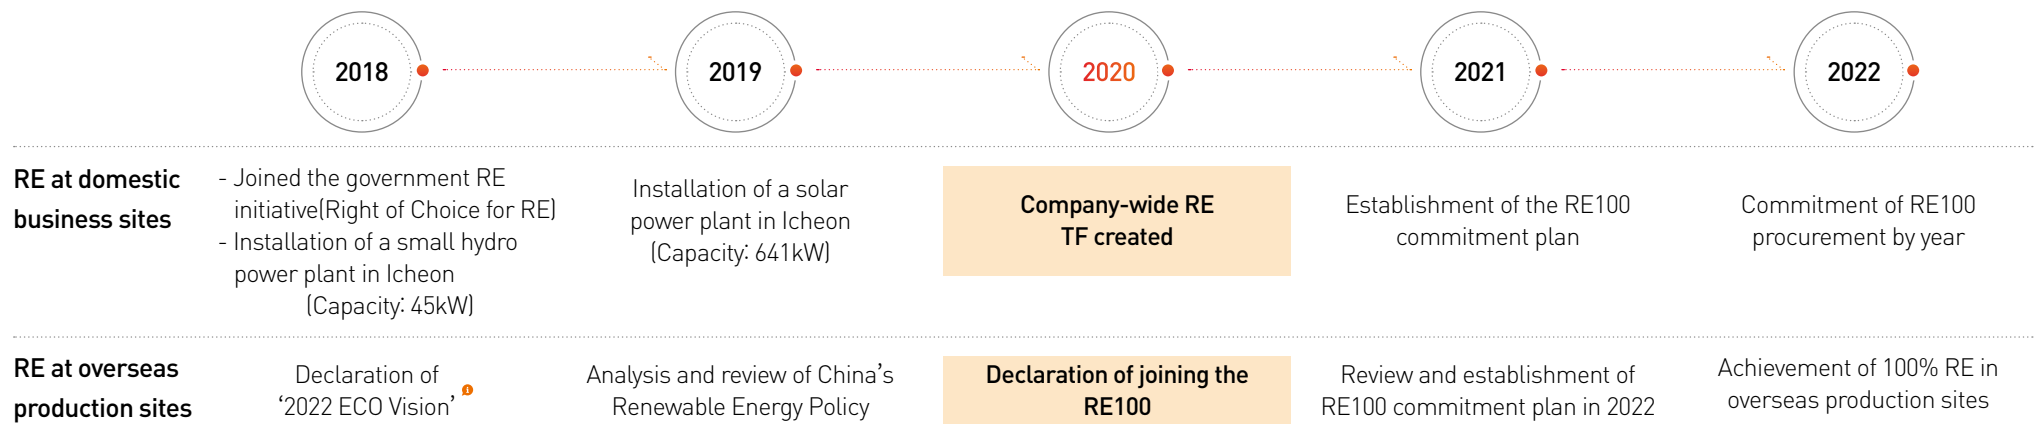 2018
2019
2020
2021
2022
RE at domestic
business sites
- Joined the government RE
initiative(Right of Choice for RE)
- Installation of a small hydro
power plant in Icheon
(Capacity: 45kW)
Installation of a solar
power plant in Icheon
(Capacity: 641kW)
Company-wide RE
TF created
Establishment of the RE100
commitment plan
Commitment of RE100
procurement by year
RE at overseas
production sites
Declaration of
‘2022 ECO Vision’
Analysis and review of China’s
Renewable Energy Policy
Declaration of joining the
RE100
Review and establishment of
RE100 commitment plan in 2022
Achievement of 100% RE in
overseas production sites